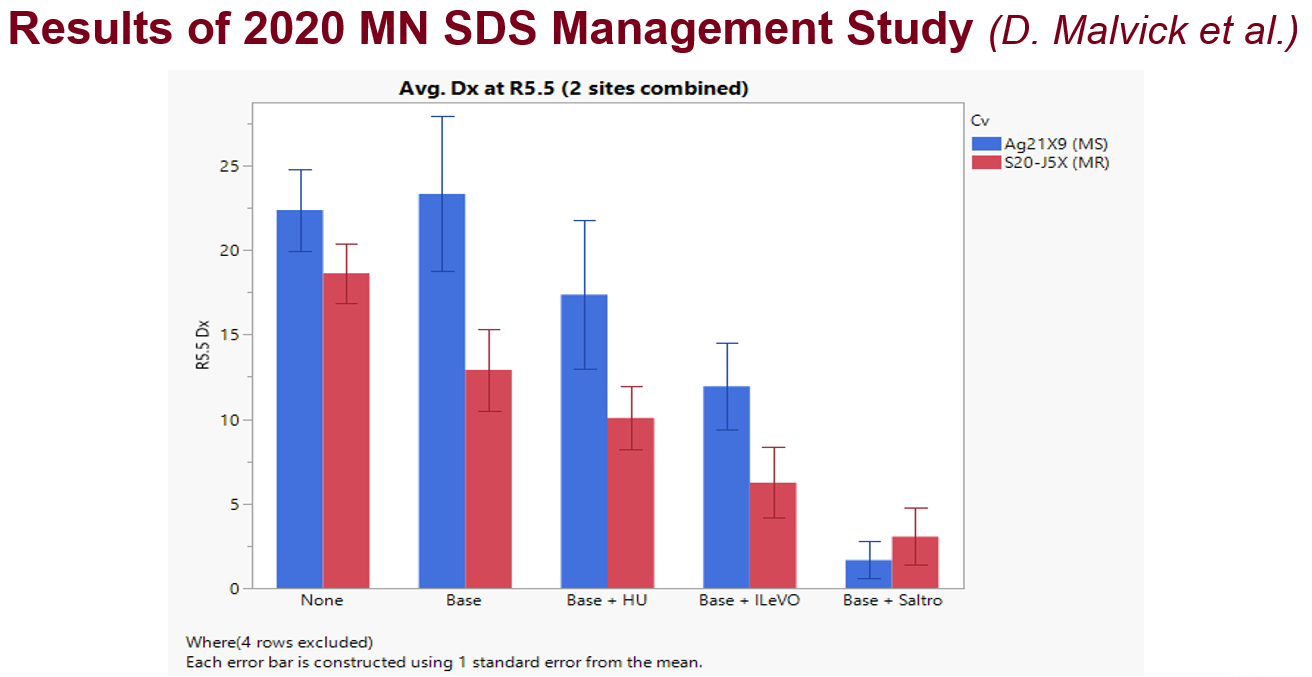 Results of 2020 MN SDS Management Study (D. Malvick et al.)
Avg. Dx at R5.5 (2 sites combined)
Cv
Ag21X9 (MS)
S20-J5X (MR)
R5.5 Dx
25
20
15
10
5
0
None Base Base + HU Base + ILeVO Base + Saltro
Where(4 rows excluded)
Each error bar is constructed using 1 standard error from the mean.